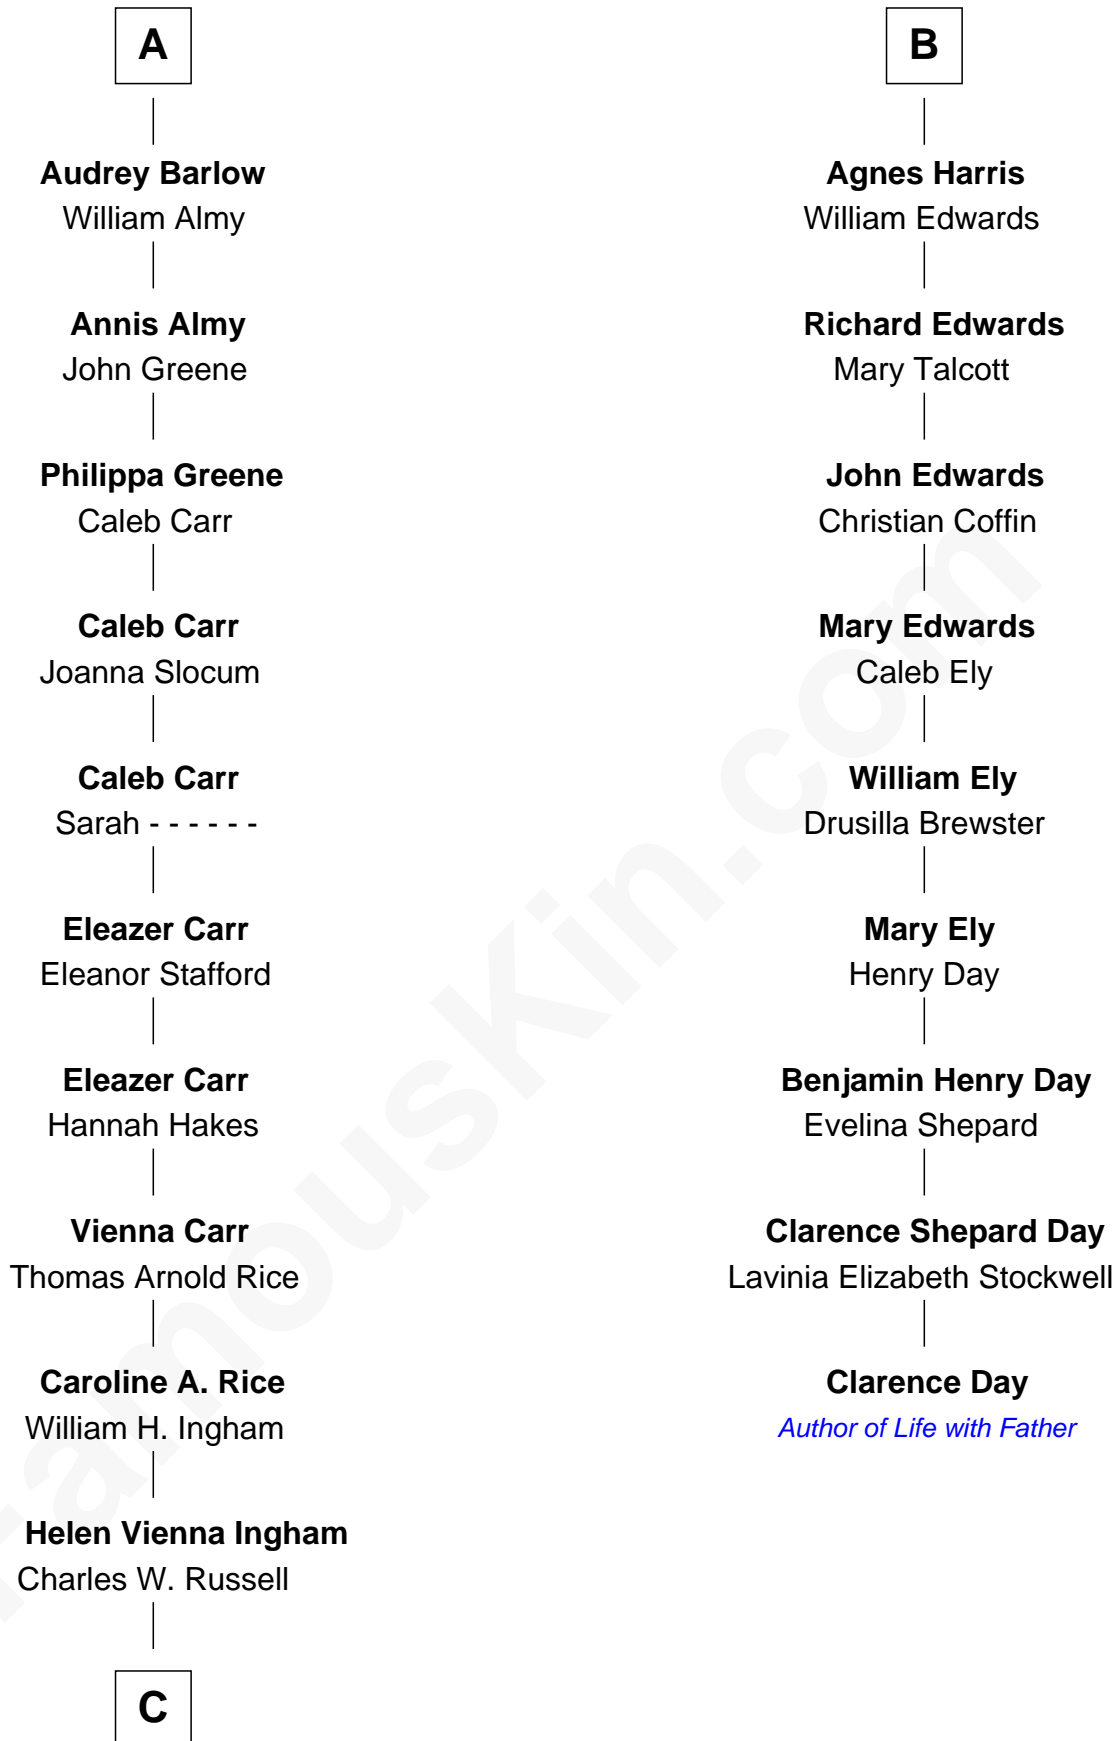 A
Audrey Barlow
William Almy
Annis Almy
John Greene
Philippa Greene
Caleb Carr
Caleb Carr
Joanna Slocum
Caleb Carr
Sarah - - - - - -
Eleazer Carr
Eleanor Stafford
Eleazer Carr
Hannah Hakes
Vienna Carr
Thomas Arnold Rice
Caroline A. Rice
William H. Ingham
Helen Vienna Ingham
Charles W. Russell
C
B
Agnes Harris
William Edwards
Richard Edwards
Mary Talcott
John Edwards
Christian Coffin
Mary Edwards
Caleb Ely
William Ely
Drusilla Brewster
Mary Ely
Henry Day
Benjamin Henry Day
Evelina Shepard
Clarence Shepard Day
Lavinia Elizabeth Stockwell
Clarence Day
Author of Life with Father
FamousKin.com